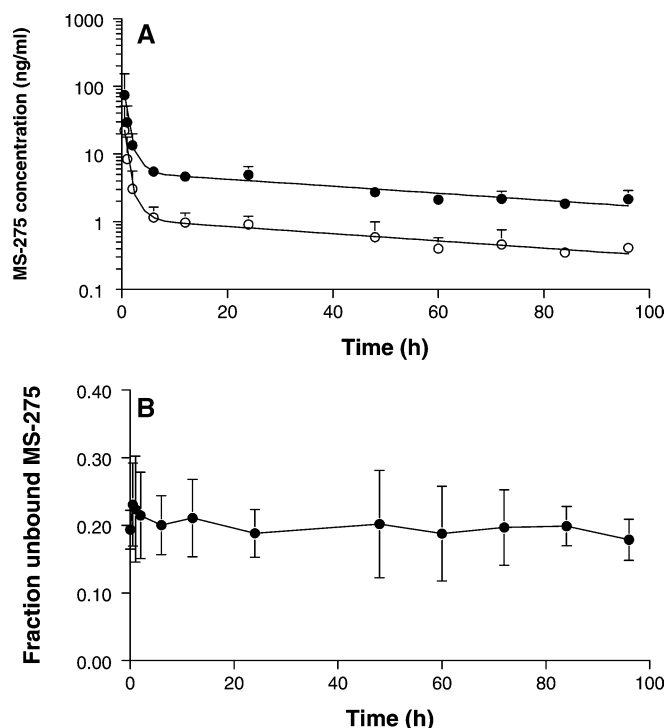 A
MS-275 concentration (ng/ml)
1000
100
10
1
0.1
0 20 40 60 80 100
Time (h)
B
Fraction unbound MS-275
0.40
0.30
0.20
0.10
0.00
0 20 40 60 80 100
Time (h)